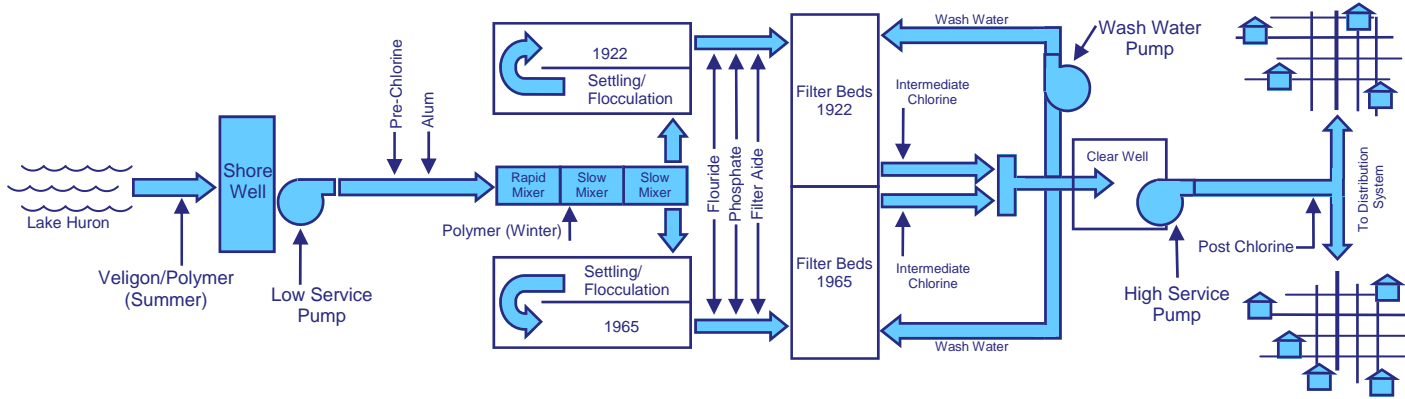 Lake Huron
Veligon/Polymer
(Summer)
Shore
Well
Low Service
Pump
Pre-Chlorine
Alum
Rapid
Mixer
Slow
Mixer
Slow
Mixer
Polymer (Winter)
1922
Settling/
Flocculation
Settling/
Flocculation
1965
Flouride
Phosphate
Filter Aide
Filter Beds
1922
Filter Beds
1965
Wash Water
Wash Water
Pump
Intermediate
Chlorine
Intermediate
Chlorine
Wash Water
Clear Well
High Service
Pump
Post Chlorine
To Distribution
System